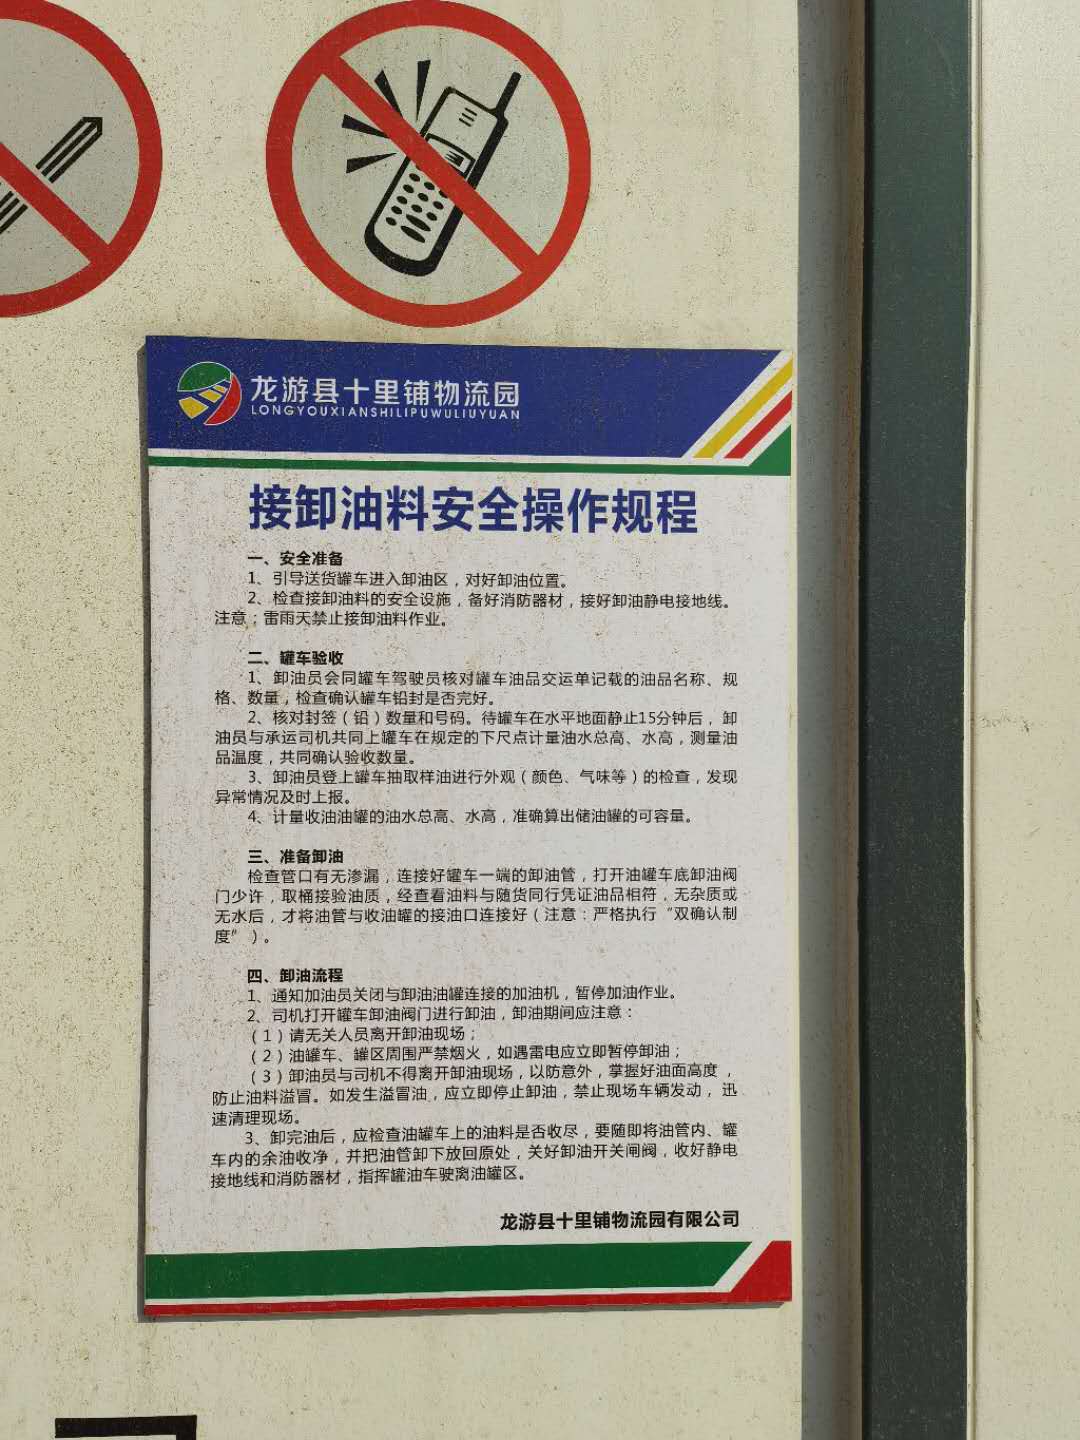 龙游县十里铺物流园
LONGYOUXIANSHILIPUWULIUYUAN
接卸油料安全操作规程
一、安全准备
1、引导送货罐车进入卸油区，对好卸油位置。
2、检查接卸油料的安全设施，备好消防器材，接好卸油静电接地线。
注意：雷雨天禁止接卸油料作业。
二、罐车验收
1、卸油员会同罐车驾驶员核对罐车油品交运单记载的油品名称、规
格、数量，检查确认罐车铅封是否完好。
2、核对封签（铅）数量和号码。待罐车在水平地面静止15分钟后，卸
油员与承运司机共同上罐车在规定的下尺点计量油水总高、水高，测量油
品温度，共同确认验收数量。
3、卸油员登上罐车抽取样油进行外观（颜色、气味等）的检查，发现
异常情况及时上报。
4、计量收油油罐的油水总高、水高，准确算出储油罐的可容量。
三、准备卸油
检查管口有无渗漏，连接好罐车一端的卸油管，打开油罐车底卸油阀
门少许，取桶接验油质，经查看油料与随货同行凭证油品相符，无杂质或
无水后，才将油管与收油罐的接油口连接好（注意：严格执行“双确认制
度”）。
四、卸油流程
1、通知加油员关闭与卸油油罐连接的加油机，暂停加油作业。
2、司机打开罐车卸油阀门进行卸油，卸油期间应注意：
（1）请无关人员离开卸油现场；
（2）油罐车、罐区周围严禁烟火，如遇雷电应立即暂停卸油；
（3）卸油员与司机不得离开卸油现场，以防意外，掌握好油面高度，
防止油料溢冒。如发生溢冒油，应立即停止卸油，禁止现场车辆发动，迅
速清理现场。
3、卸完油后，应检查油罐车上的油料是否收尽，要随即将油管内、罐
车内的余油收净，并把油管卸下放回原处，关好卸油开关闸阀，收好静电
接地线和消防器材，指挥罐油车驶离油罐区。
龙游县十里铺物流园有限公司